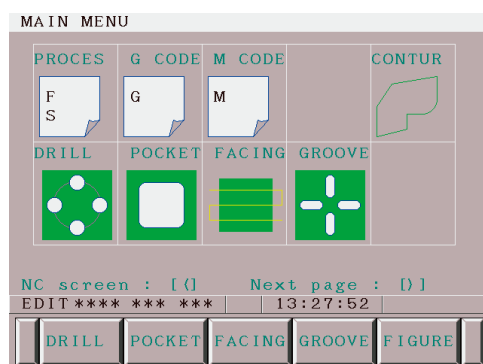 MAIN MENU
PROCES G CODE M CODE CONTUR
F G M
S
DRILL POCKET FACING GROOVE
NC screen : [⟨] Next page : [⟩]
EDIT **** *** *** 13:27:52
DRILL POCKET FACING GROOVE FIGURE